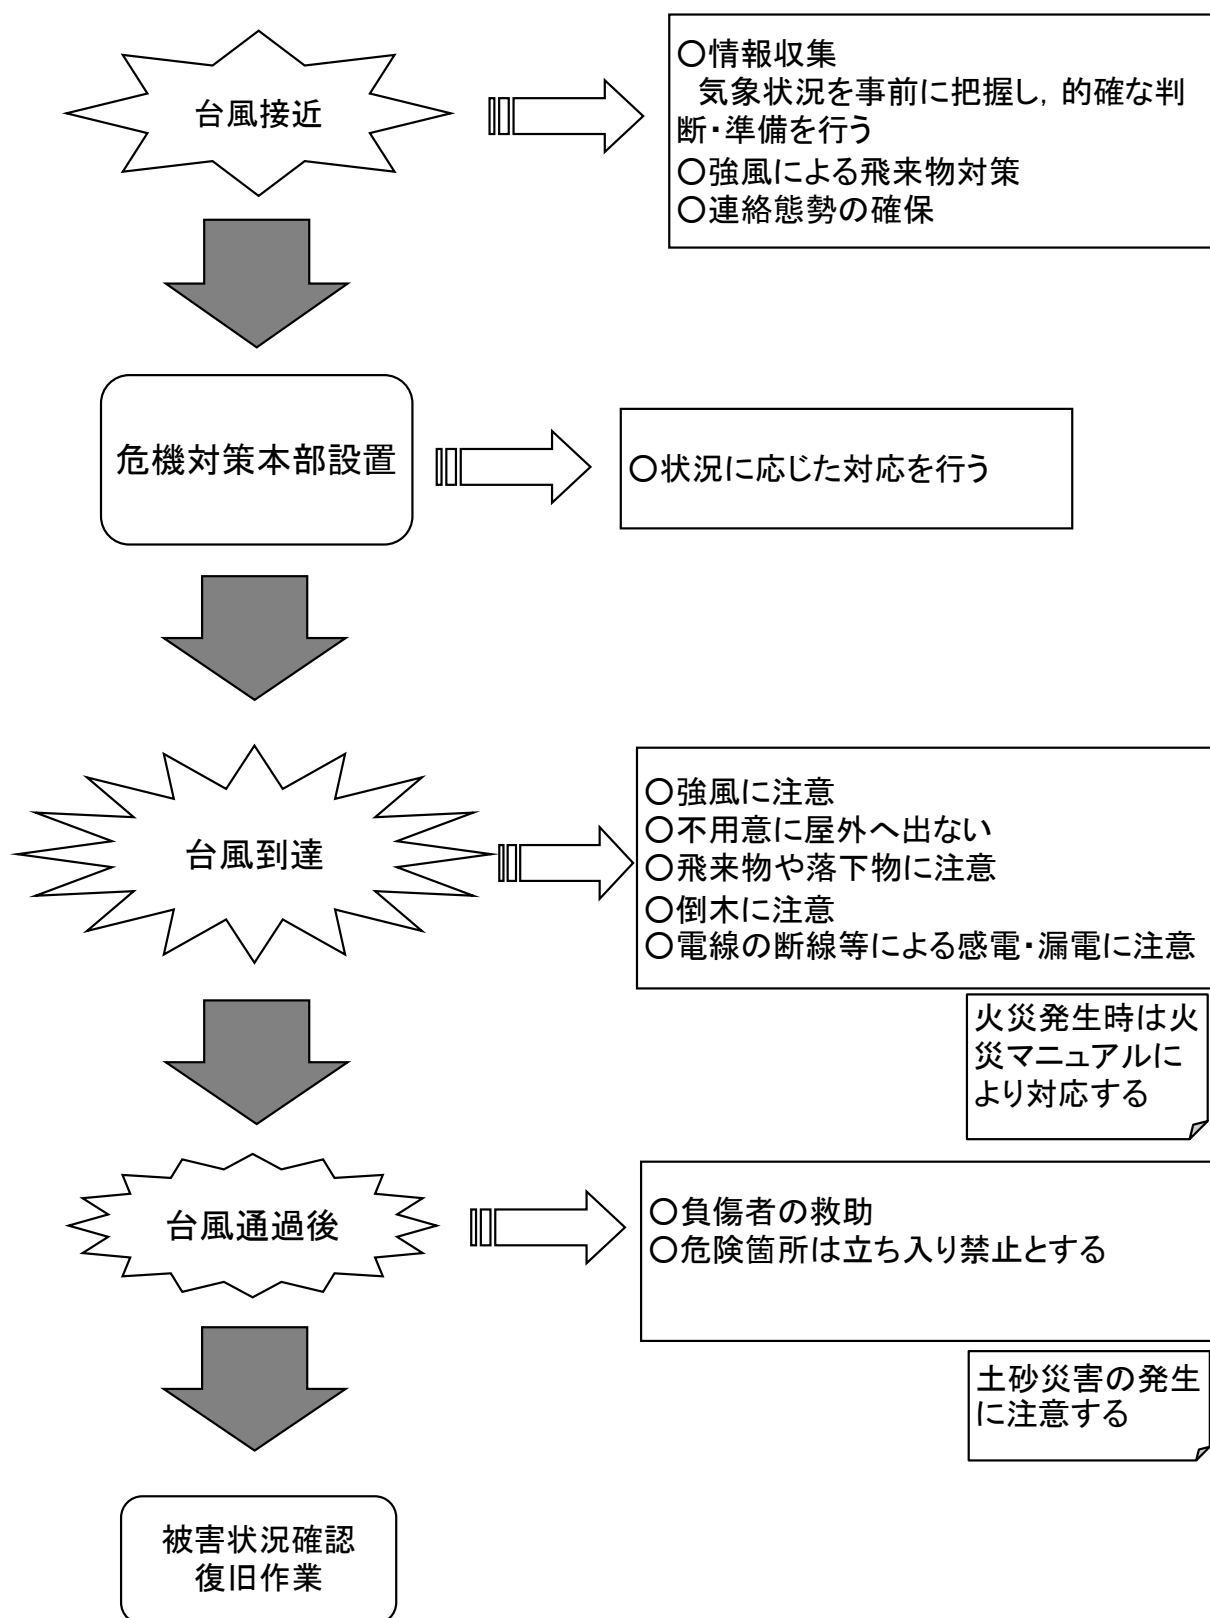 台風接近
○情報収集
気象状況を事前に把握し，的確な判
断・準備を行う
○強風による飛来物対策
○連絡態勢の確保
危機対策本部設置
○状況に応じた対応を行う
台風到達
○強風に注意
○不用意に屋外へ出ない
○飛来物や落下物に注意
○倒木に注意
○電線の断線等による感電・漏電に注意
火災発生時は火
災マニュアルに
より対応する
台風通過後
○負傷者の救助
○危険箇所は立ち入り禁止とする
土砂災害の発生
に注意する
被害状況確認
復旧作業